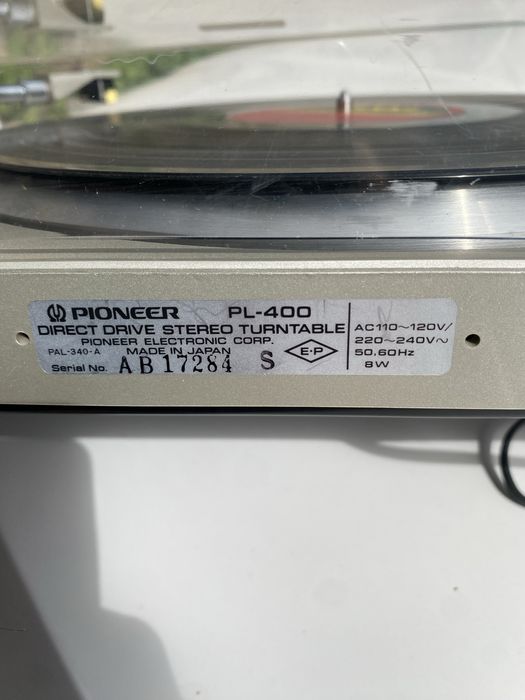 PIONEER PL-400
DIRECT DRIVE STEREO TURNTABLE
PIONEER ELECTRONIC CORP.
PAL-340-A MADE IN JAPAN
Serial No. AB17284 S
E-P
AC110~120V/
220~240V~
50,60Hz
8W